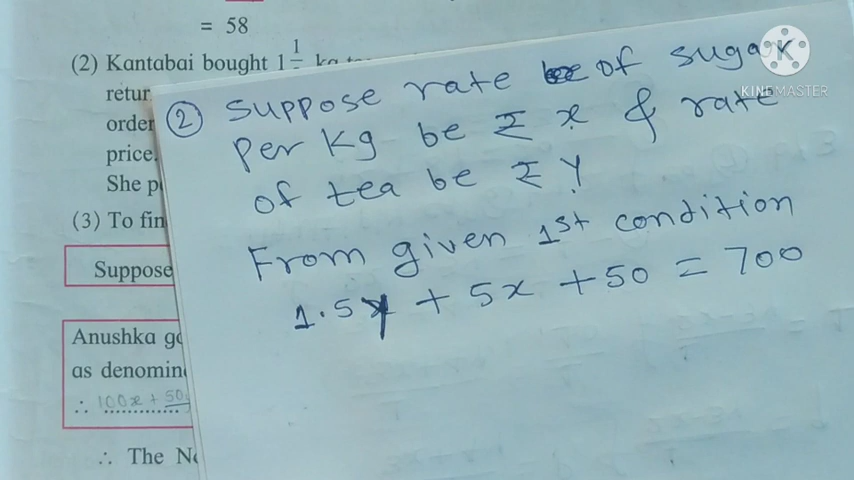 = 58
(2) Kantabai bought 1 1/
retur
order
price.
She p
(3) To fin
Suppose
Anushka go
as denomin
∴ 100x + 50
∴ The N
KINEMASTER
② Suppose rate of sugar
per kg be ₹ x & rate
of tea be ₹ y
From given 1st condition
1.5y + 5x + 50 = 700